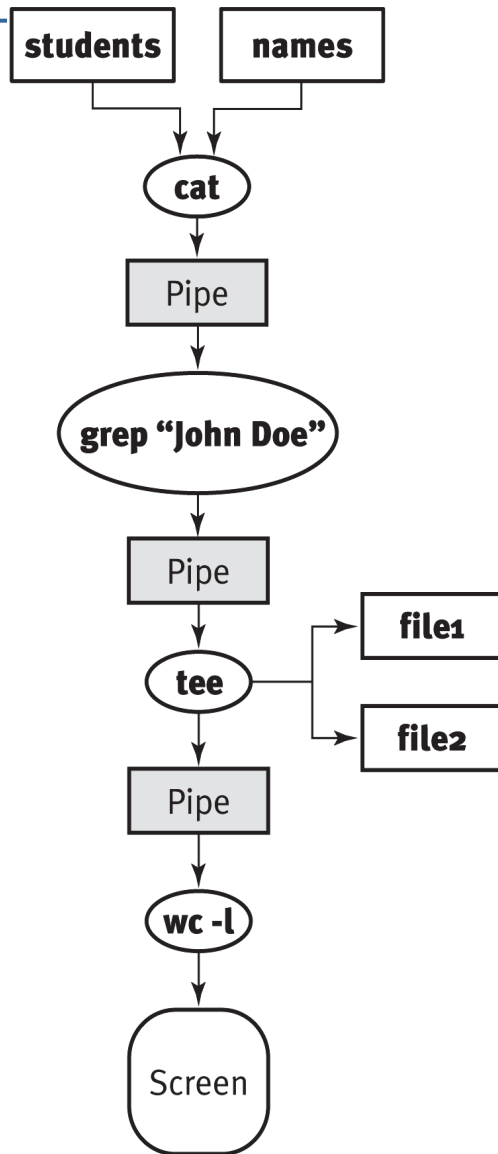 students
names
cat
Pipe
grep “John Doe”
Pipe
tee
file1
file2
Pipe
wc -l
Screen